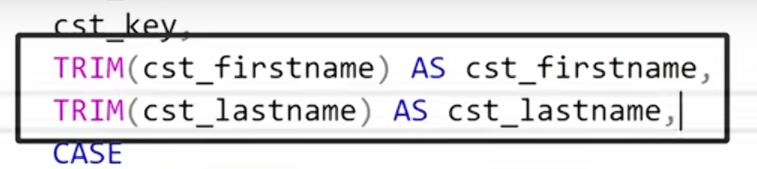 cst_key,
TRIM(cst_firstname) AS cst_firstname,
TRIM(cst_lastname) AS cst_lastname,
CASE